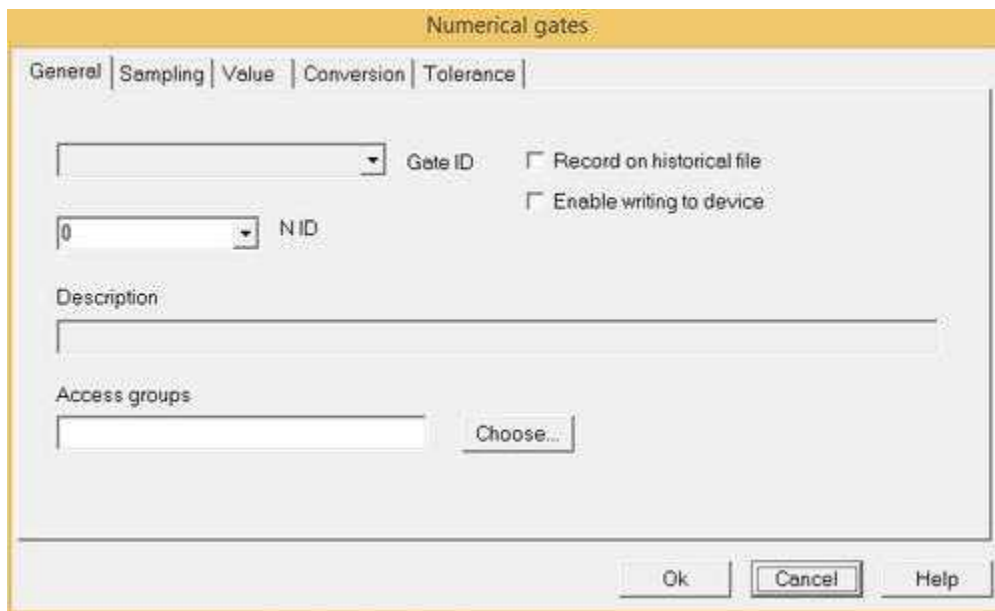 Numerical gates
General Sampling Value Conversion Tolerance
Gate ID
Record on historical file
Enable writing to device
0 N ID
Description
Access groups
Choose...
Ok Cancel Help